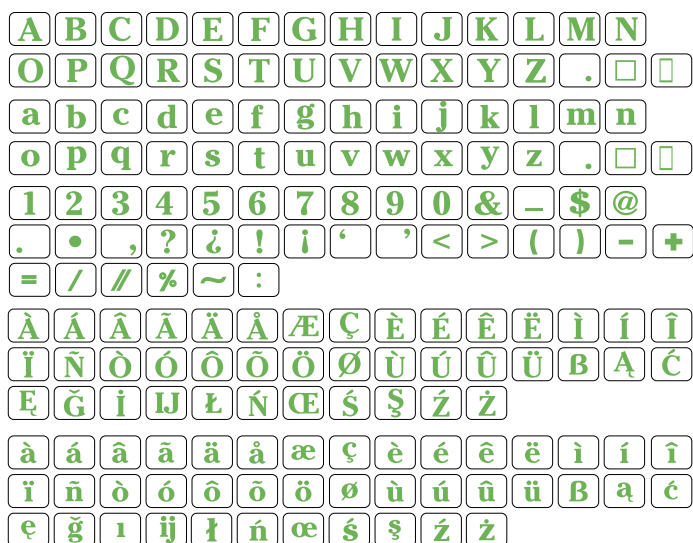 A B C D E F G H I J K L M N
O P Q R S T U V W X Y Z . □ ▯
a b c d e f g h i j k l m n
o p q r s t u v w x y z . □ ▯
1 2 3 4 5 6 7 8 9 0 & _ $ @
. • , ? ¿ ! ¡ ‘ ’ < > ( ) - +
= / // % ~ :
À Á Â Ã Ä Å Æ Ç È É Ê Ë Ì Í Î
Ï Ñ Ò Ó Ô Õ Ö Ø Ù Ú Û Ü ß Ą Ć
Ę Ğ İ IJ Ł Ń Œ Ś Ş Ź Ż
à á â ã ä å æ ç è é ê ë ì í î
ï ñ ò ó ô õ ö ø ù ú û ü ß ą ć
ę ğ ı ij ł ń œ ś ş ź ż